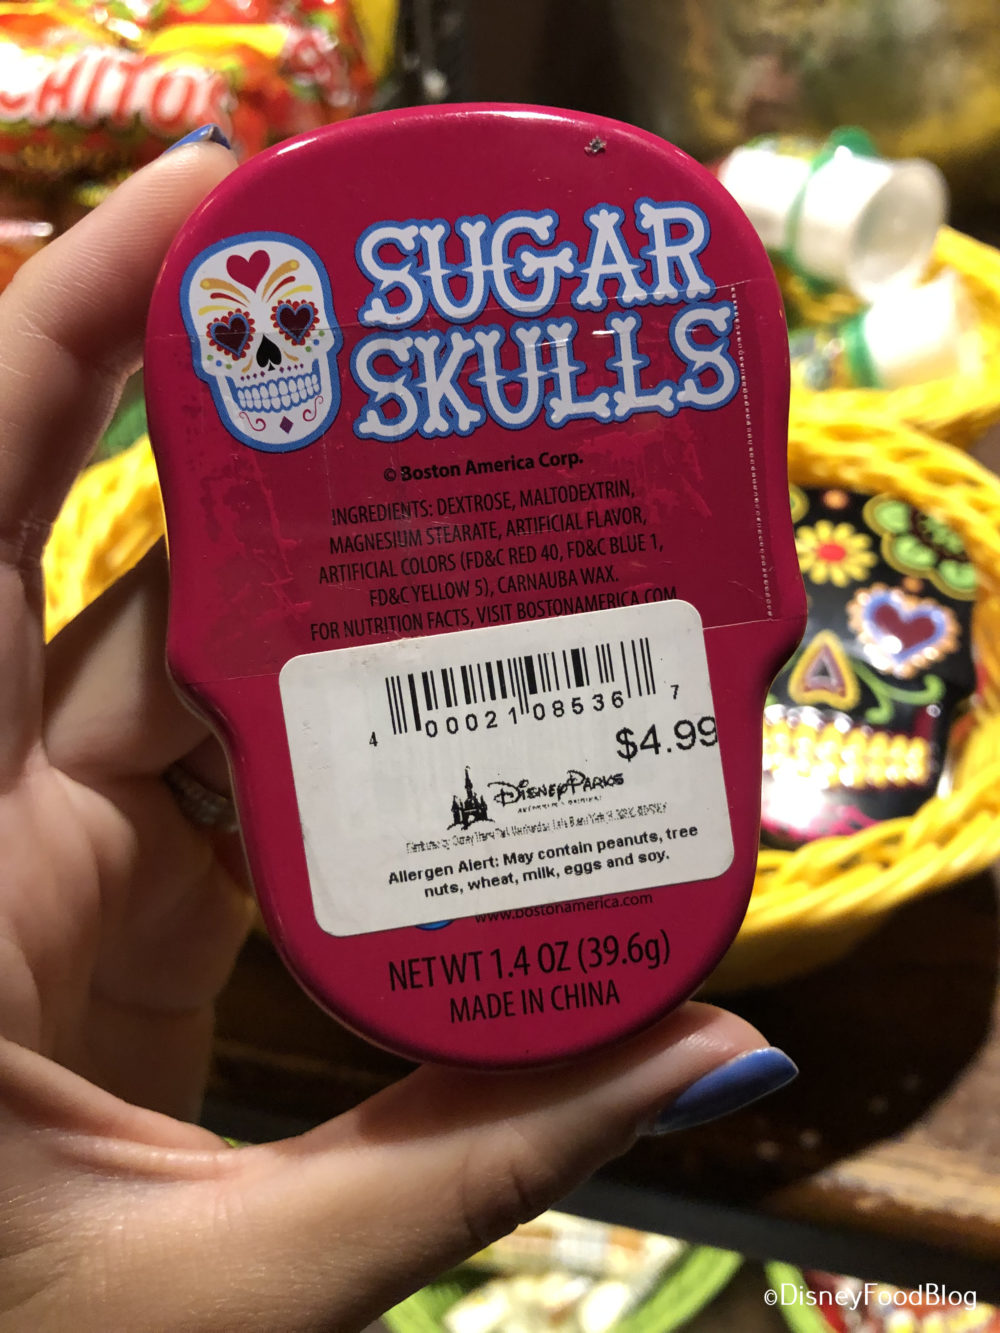 SUGAR
SKULLS
© Boston America Corp.
INGREDIENTS: DEXTROSE, MALTODEXTRIN,
MAGNESIUM STEARATE, ARTIFICIAL FLAVOR,
ARTIFICIAL COLORS (FD&C RED 40, FD&C BLUE 1,
FD&C YELLOW 5), CARNAUBA WAX.
FOR NUTRITION FACTS, VISIT BOSTONAMERICA.COM
4 00021 08536 7
$4.99
Disney Parks
Allergen Alert: May contain peanuts, tree
nuts, wheat, milk, eggs and soy.
www.bostonamerica.com
NET WT 1.4 OZ (39.6g)
MADE IN CHINA
©DisneyFoodBlog